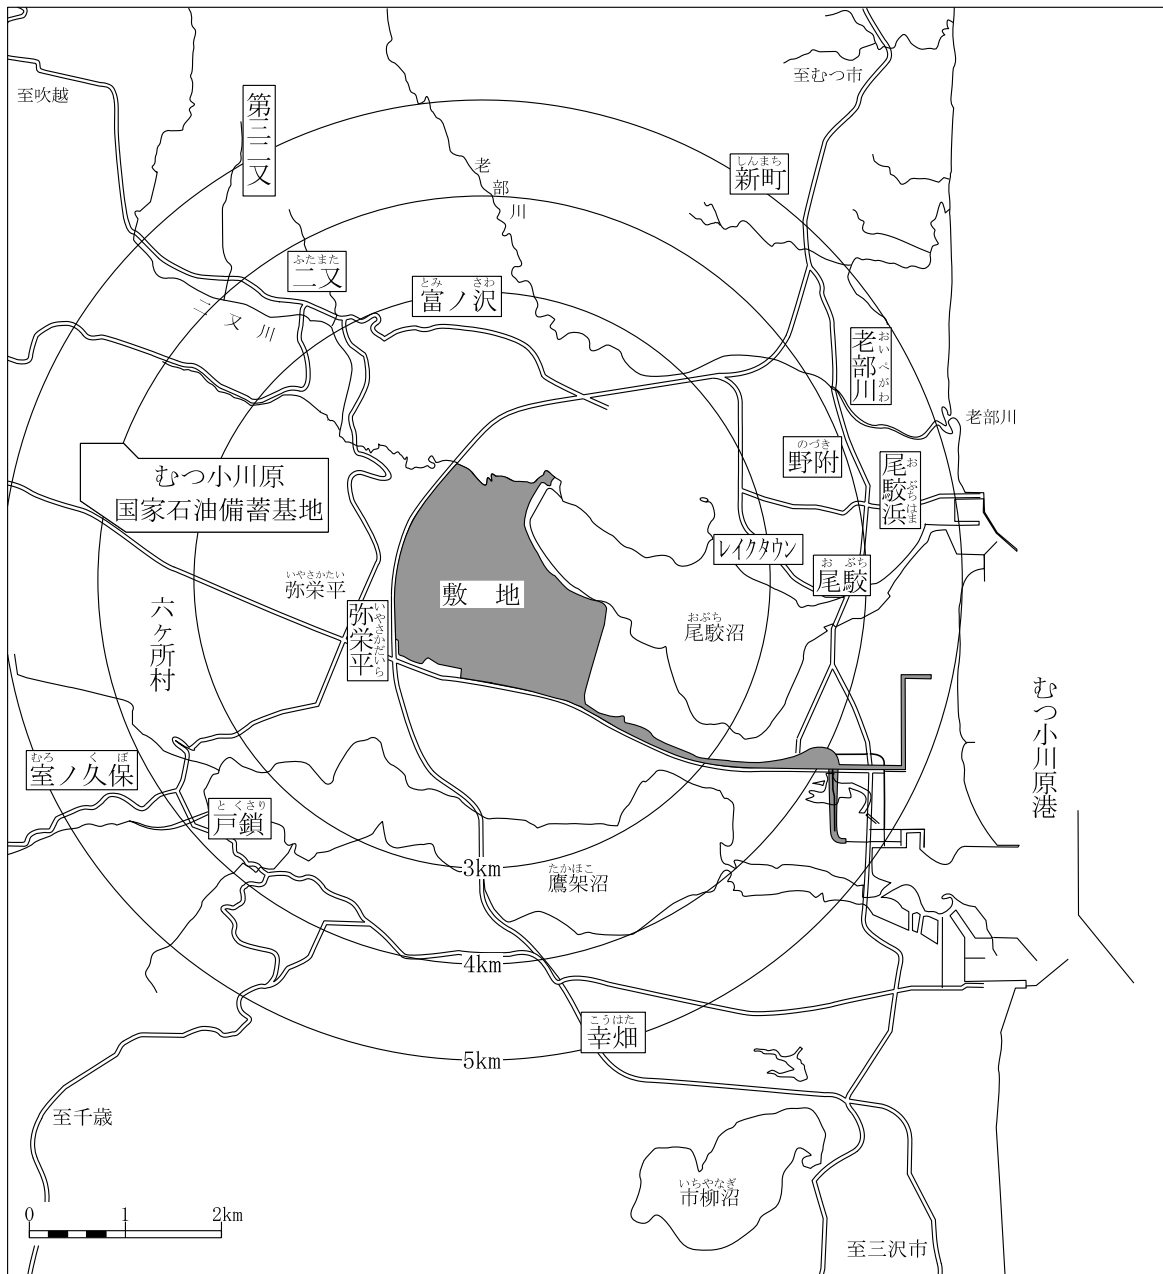 至吹越
第三二又
至むつ市
しんまち
新町
老部川
ふたまた
二又
とみ さわ
富ノ沢
二又川
老部川
おいべがわ
老部川
のづき
野附
尾駮浜
おぶちはま
むつ小川原
国家石油備蓄基地
レイクタウン
お ぶち
尾駮
いやさかたい
弥栄平
敷 地
弥栄平
いやさかだいら
六ヶ所村
おぶち
尾駮沼
むつ小川原港
むろ く ぼ
室ノ久保
と くさり
戸鎖
3km
たかほこ
鷹架沼
4km
こうはた
幸畑
5km
至千歳
いちやなぎ
市柳沼
0 1 2km
至三沢市